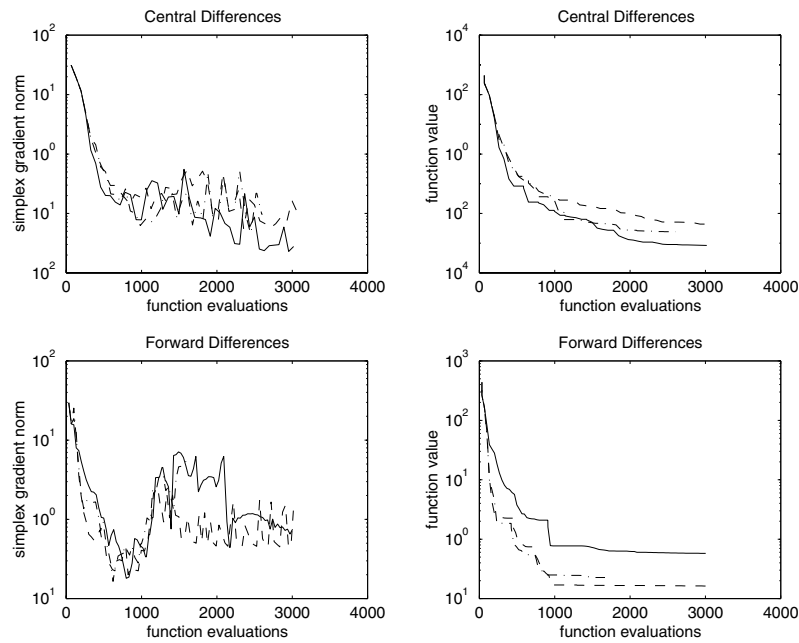 Central Differences
10^2
10^1
10^0
10^1
10^2
simplex gradient norm
0 1000 2000 3000 4000
function evaluations
Central Differences
10^4
10^2
10^0
10^2
10^4
function value
0 1000 2000 3000 4000
function evaluations
Forward Differences
10^2
10^1
10^0
10^1
simplex gradient norm
0 1000 2000 3000 4000
function evaluations
Forward Differences
10^3
10^2
10^1
10^0
10^1
function value
0 1000 2000 3000 4000
function evaluations